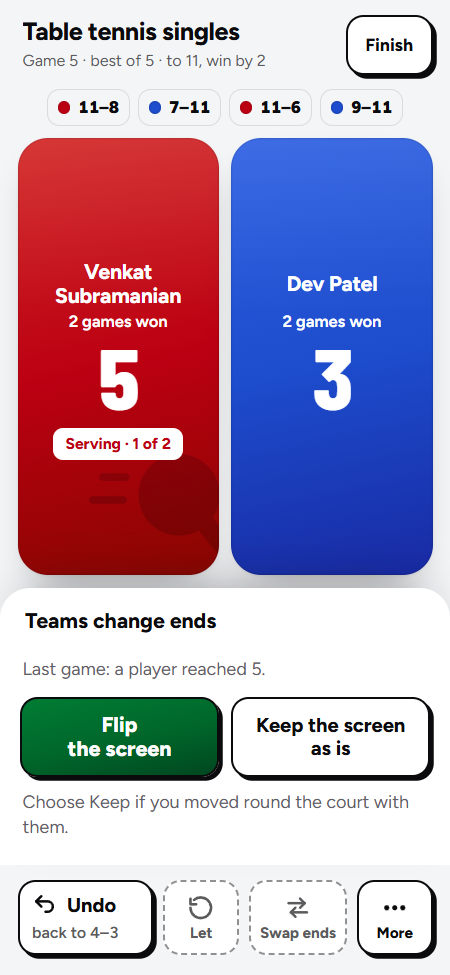 Table tennis singles
Game 5 · best of 5 · to 11, win by 2
Finish
11–8
7–11
11–6
9–11
Venkat
Subramanian
2 games won
5
Serving · 1 of 2
Dev Patel
2 games won
3
Teams change ends
Last game: a player reached 5.
Flip
the screen
Keep the screen
as is
Choose Keep if you moved round the court with
them.
Undo
back to 4–3
Let
Swap ends
More